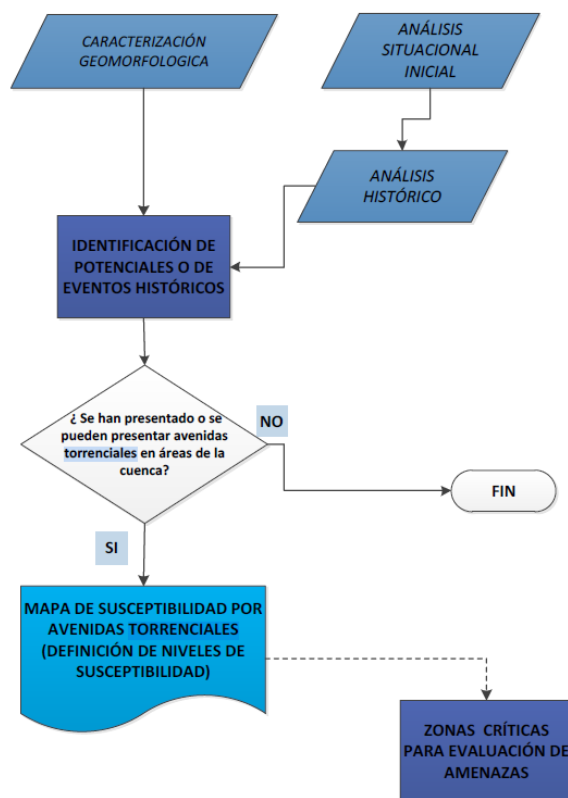 CARACTERIZACIÓN
GEOMORFOLOGICA
ANÁLISIS
SITUACIONAL
INICIAL
ANÁLISIS
HISTÓRICO
IDENTIFICACIÓN DE
POTENCIALES O DE
EVENTOS HISTÓRICOS
¿ Se han presentado o se
pueden presentar avenidas
torrenciales en áreas de la
cuenca?
NO
FIN
SI
MAPA DE SUSCEPTIBILIDAD POR
AVENIDAS TORRENCIALES
(DEFINICIÓN DE NIVELES DE
SUSCEPTIBILIDAD)
ZONAS CRÍTICAS
PARA EVALUACIÓN DE
AMENAZAS